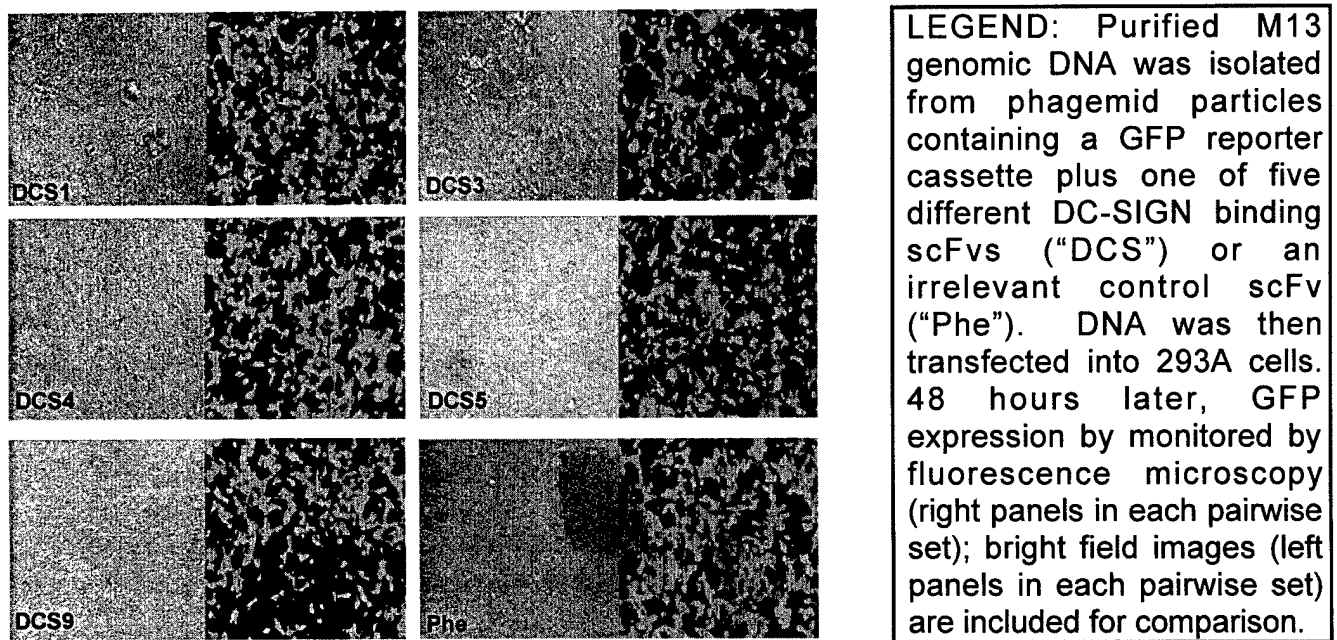 DCS1
DCS3
DCS4
DCS5
DCS9
Phe
LEGEND: Purified M13
genomic DNA was isolated
from phagemid particles
containing a GFP reporter
cassette plus one of five
different DC-SIGN binding
scFvs ("DCS") or an
irrelevant control scFv
("Phe"). DNA was then
transfected into 293A cells.
48 hours later, GFP
expression by monitored by
fluorescence microscopy
(right panels in each pairwise
set); bright field images (left
panels in each pairwise set)
are included for comparison.